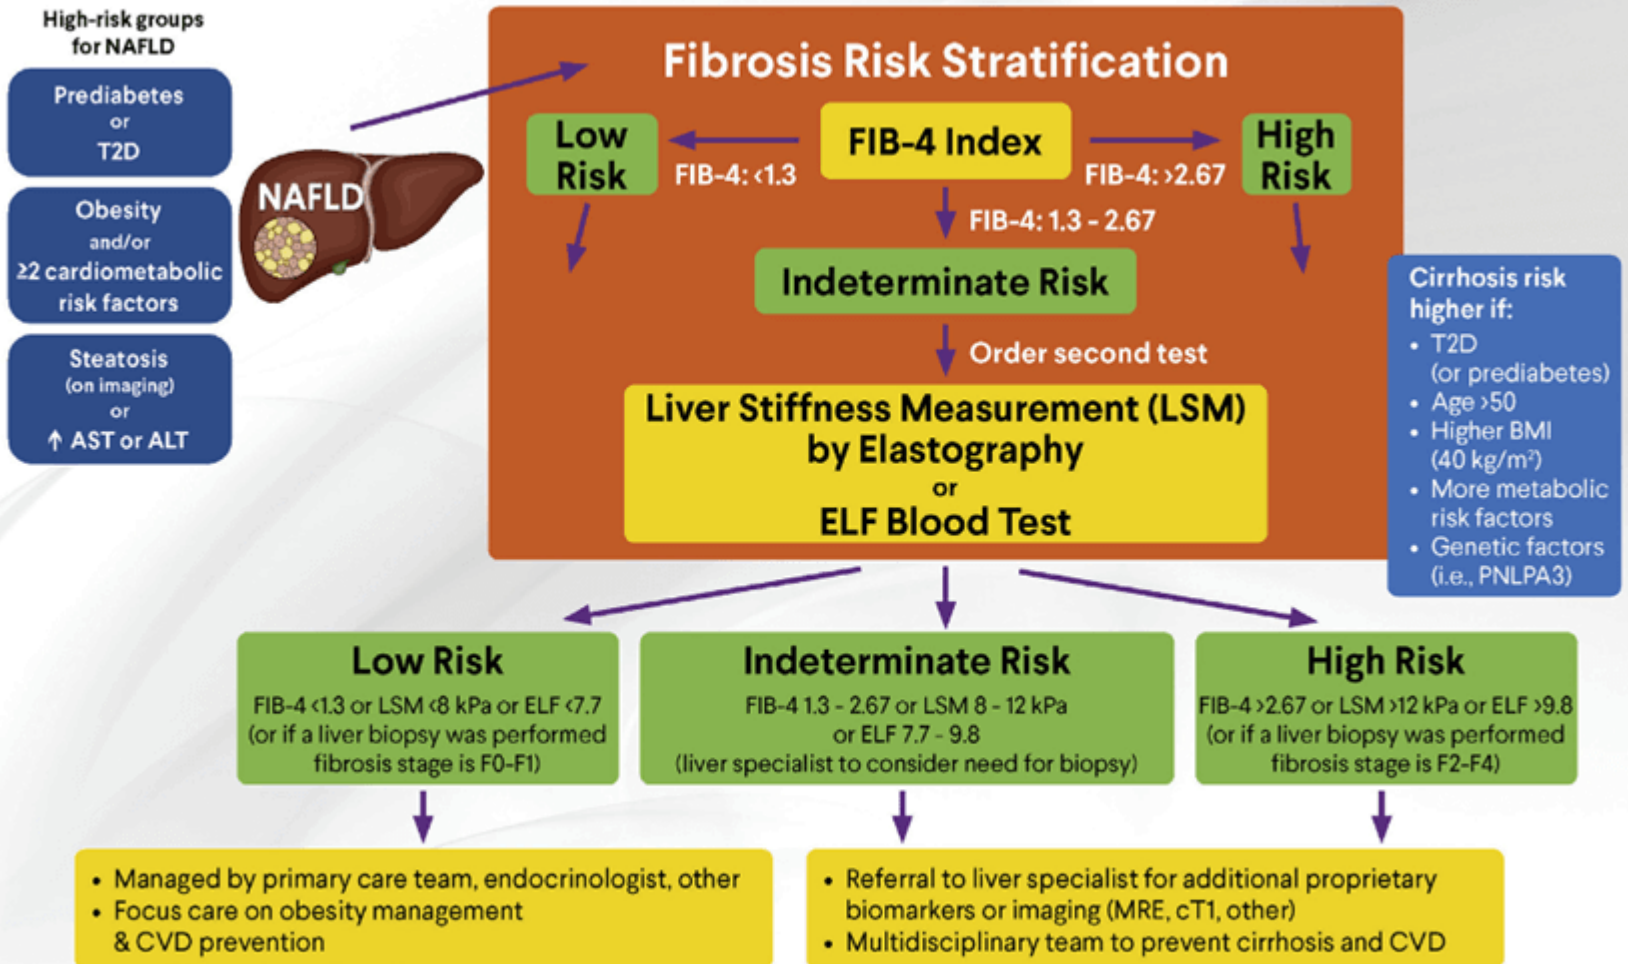 High-risk groups
for NAFLD
Prediabetes
or
T2D
Obesity
and/or
≥2 cardiometabolic
risk factors
Steatosis
(on imaging)
or
↑ AST or ALT
NAFLD
Fibrosis Risk Stratification
Low
Risk
FIB-4: <1.3
FIB-4 Index
FIB-4: >2.67
High
Risk
FIB-4: 1.3 - 2.67
Indeterminate Risk
Order second test
Liver Stiffness Measurement (LSM)
by Elastography
or
ELF Blood Test
Cirrhosis risk
higher if:
• T2D
(or prediabetes)
• Age >50
• Higher BMI
(40 kg/m²)
• More metabolic
risk factors
• Genetic factors
(i.e., PNLPA3)
Low Risk
FIB-4 <1.3 or LSM <8 kPa or ELF <7.7
(or if a liver biopsy was performed
fibrosis stage is F0-F1)
Indeterminate Risk
FIB-4 1.3 - 2.67 or LSM 8 - 12 kPa
or ELF 7.7 - 9.8
(liver specialist to consider need for biopsy)
High Risk
FIB-4 >2.67 or LSM >12 kPa or ELF >9.8
(or if a liver biopsy was performed
fibrosis stage is F2-F4)
• Managed by primary care team, endocrinologist, other
• Focus care on obesity management
& CVD prevention
• Referral to liver specialist for additional proprietary
biomarkers or imaging (MRE, cT1, other)
• Multidisciplinary team to prevent cirrhosis and CVD